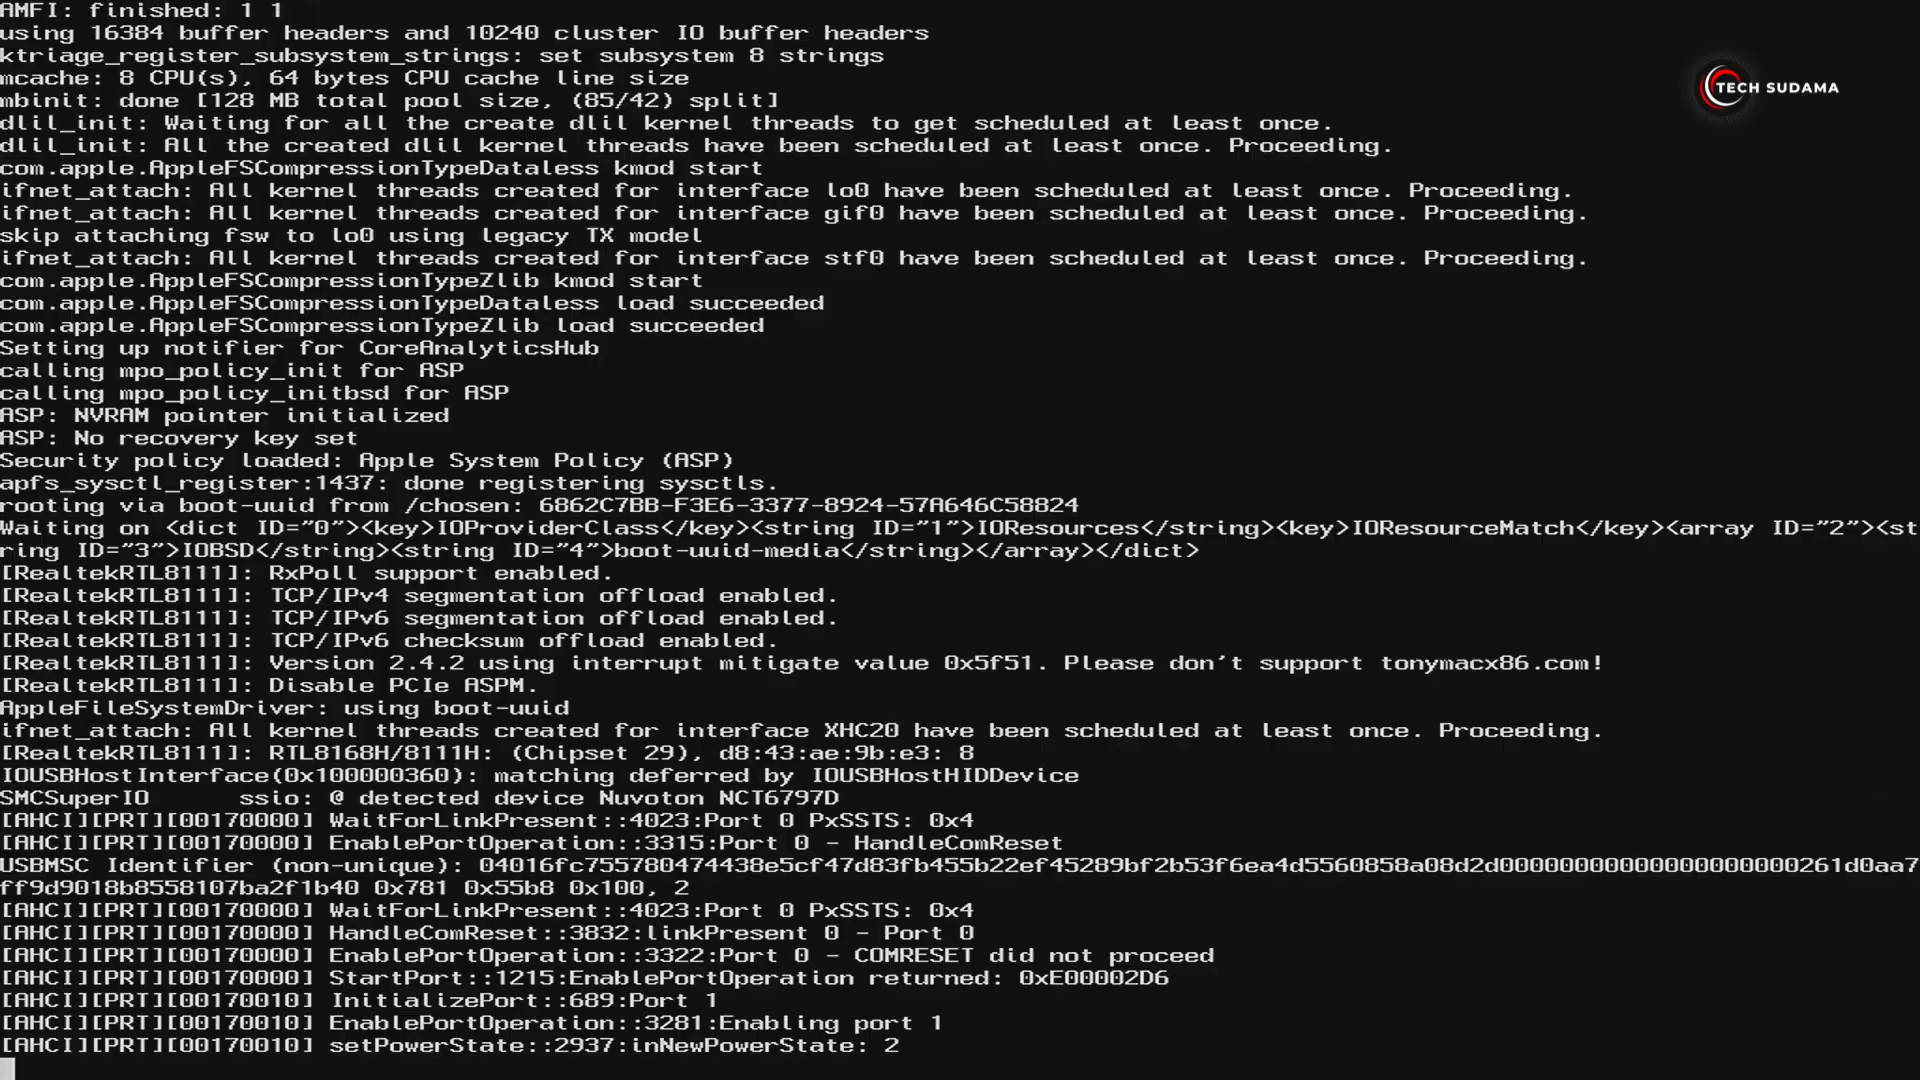 AMFI: finished: 1 1
using 16384 buffer headers and 10240 cluster IO buffer headers
ktriage_register_subsystem_strings: set subsystem 8 strings
mcache: 8 CPU(s), 64 bytes CPU cache line size
mbinit: done [128 MB total pool size, (85/42) split]
dlil_init: Waiting for all the create dlil kernel threads to get scheduled at least once.
dlil_init: All the created dlil kernel threads have been scheduled at least once. Proceeding.
com.apple.AppleFSCompressionTypeDataless kmod start
ifnet_attach: All kernel threads created for interface lo0 have been scheduled at least once. Proceeding.
ifnet_attach: All kernel threads created for interface gif0 have been scheduled at least once. Proceeding.
skip attaching fsw to lo0 using legacy TX model
ifnet_attach: All kernel threads created for interface stf0 have been scheduled at least once. Proceeding.
com.apple.AppleFSCompressionTypeZlib kmod start
com.apple.AppleFSCompressionTypeDataless load succeeded
com.apple.AppleFSCompressionTypeZlib load succeeded
Setting up notifier for CoreAnalyticsHub
calling mpo_policy_init for ASP
calling mpo_policy_initbsd for ASP
ASP: NVRAM pointer initialized
ASP: No recovery key set
Security policy loaded: Apple System Policy (ASP)
apfs_sysctl_register:1437: done registering sysctls.
rooting via boot-uuid from /chosen: 6862C7BB-F3E6-3377-8924-57A646C58824
Waiting on <dict ID="0"><key>IOProviderClass</key><string ID="1">IOResources</string><key>IOResourceMatch</key><array ID="2"><st
ring ID="3">IOBSD</string><string ID="4">boot-uuid-media</string></array></dict>
[RealtekRTL8111]: RxPoll support enabled.
[RealtekRTL8111]: TCP/IPv4 segmentation offload enabled.
[RealtekRTL8111]: TCP/IPv6 segmentation offload enabled.
[RealtekRTL8111]: TCP/IPv6 checksum offload enabled.
[RealtekRTL8111]: Version 2.4.2 using interrupt mitigate value 0x5f51. Please don't support tonymacx86.com!
[RealtekRTL8111]: Disable PCIe ASPM.
AppleFileSystemDriver: using boot-uuid
ifnet_attach: All kernel threads created for interface XHC20 have been scheduled at least once. Proceeding.
[RealtekRTL8111]: RTL8168H/8111H: (Chipset 29), d8:43:ae:9b:e3: 8
IOUSBHostInterface(0x100000360): matching deferred by IOUSBHostHIDDevice
SMCSuperIO      ssio: @ detected device Nuvoton NCT6797D
[AHCI][PRT][00170000] WaitForLinkPresent::4023:Port 0 PxSSTS: 0x4
[AHCI][PRT][00170000] EnablePortOperation::3315:Port 0 - HandleComReset
USBMSC Identifier (non-unique): 04016fc755780474438e5cf47d83fb455b22ef45289bf2b53f6ea4d5560858a08d2d00000000000000000000261d0aa7
ff9d9018b8558107ba2f1b40 0x781 0x55b8 0x100, 2
[AHCI][PRT][00170000] WaitForLinkPresent::4023:Port 0 PxSSTS: 0x4
[AHCI][PRT][00170000] HandleComReset::3832:linkPresent 0 - Port 0
[AHCI][PRT][00170000] EnablePortOperation::3322:Port 0 - COMRESET did not proceed
[AHCI][PRT][00170000] StartPort::1215:EnablePortOperation returned: 0xE00002D6
[AHCI][PRT][00170010] InitializePort::689:Port 1
[AHCI][PRT][00170010] EnablePortOperation::3281:Enabling port 1
[AHCI][PRT][00170010] setPowerState::2937:inNewPowerState: 2
TECH SUDAMA